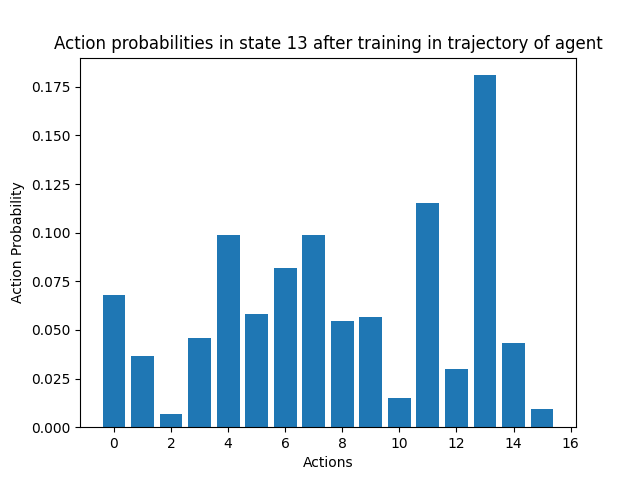 Action probabilities in state 13 after training in trajectory of agent
0.175
0.150
0.125
0.100
0.075
0.050
0.025
0.000
Action Probability
0 2 4 6 8 10 12 14 16
Actions